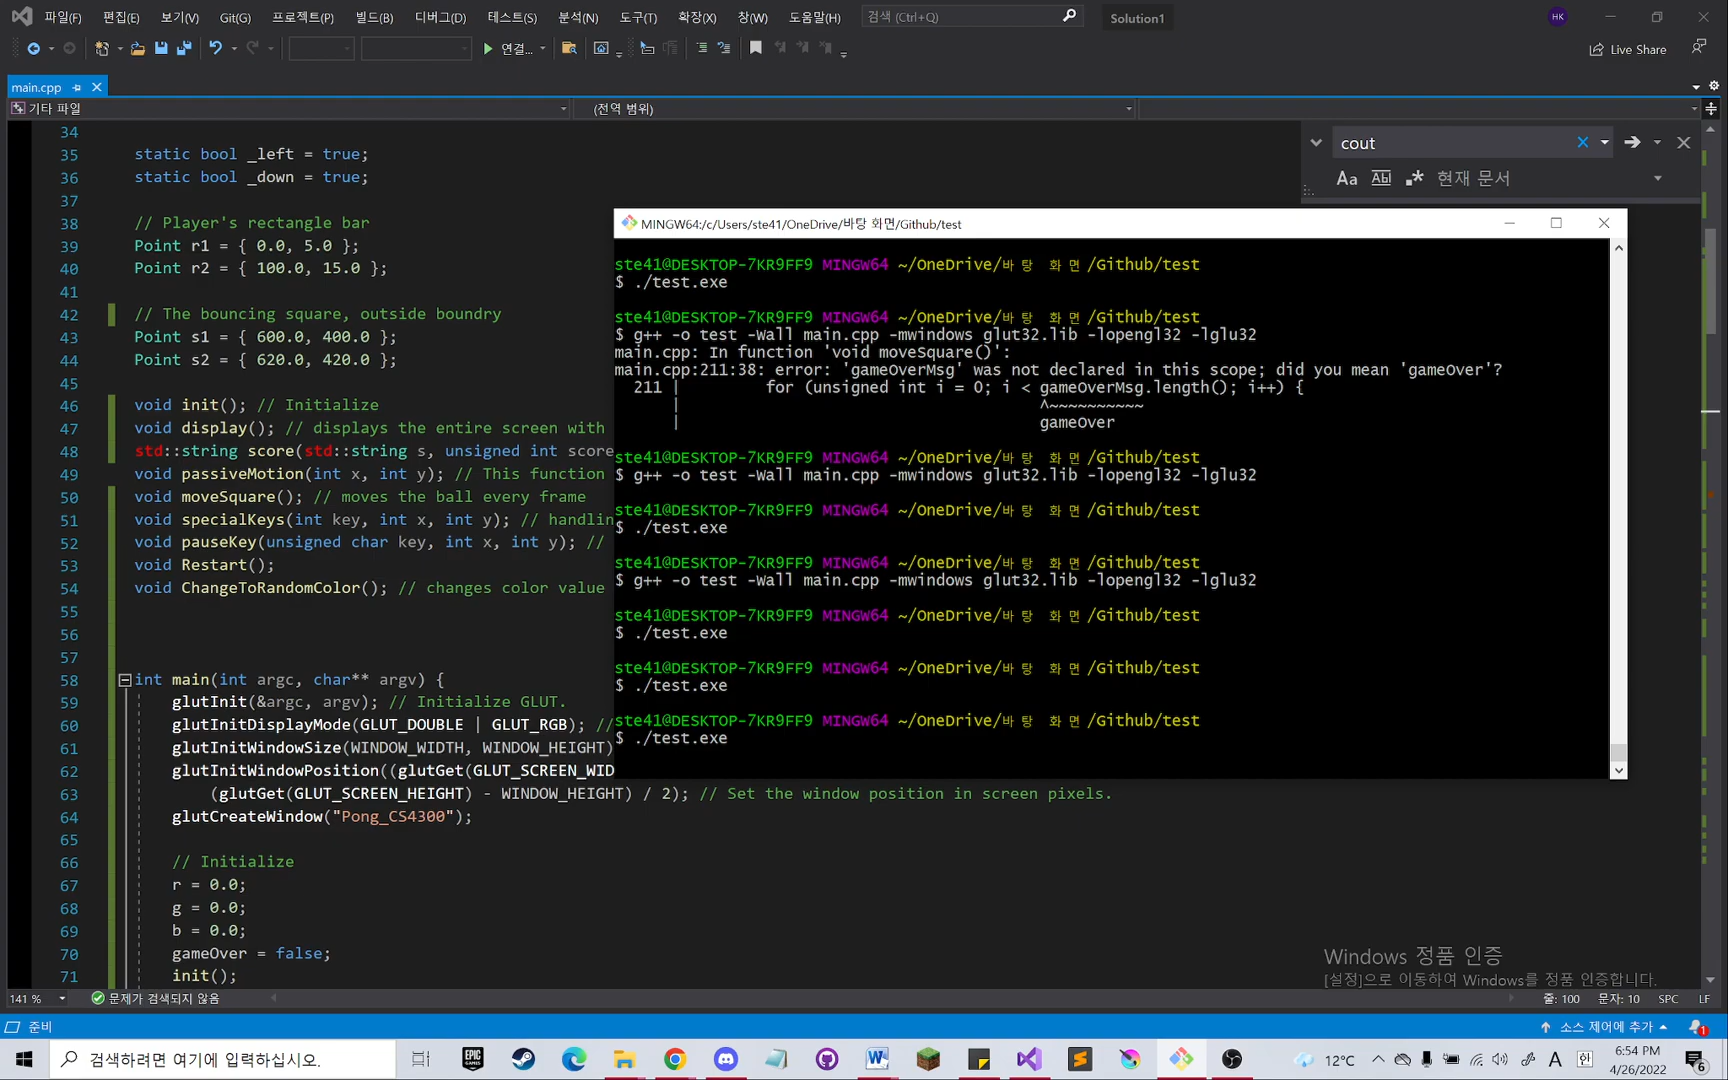 파일(F) 편집(E) 보기(V) Git(G) 프로젝트(P) 빌드(B) 디버그(D) 테스트(S) 분석(N) 도구(T) 확장(X) 창(W) 도움말(H) 검색 (Ctrl+Q) Solution1 HK
연결... Live Share
main.cpp
기타 파일 (전역 범위)
cout
Aa Abl 현재 문서
34
35 static bool _left = true;
36 static bool _down = true;
37
38 // Player's rectangle bar
39 Point r1 = { 0.0, 5.0 };
40 Point r2 = { 100.0, 15.0 };
41
42 // The bouncing square, outside boundry
43 Point s1 = { 600.0, 400.0 };
44 Point s2 = { 620.0, 420.0 };
45
46 void init(); // Initialize
47 void display(); // displays the entire screen with
48 std::string score(std::string s, unsigned int score
49 void passiveMotion(int x, int y); // This function
50 void moveSquare(); // moves the ball every frame
51 void specialKeys(int key, int x, int y); // handlin
52 void pauseKey(unsigned char key, int x, int y); //
53 void Restart();
54 void ChangeToRandomColor(); // changes color value
55
56
57
58 int main(int argc, char** argv) {
59 glutInit(&argc, argv); // Initialize GLUT.
60 glutInitDisplayMode(GLUT_DOUBLE | GLUT_RGB); //
61 glutInitWindowSize(WINDOW_WIDTH, WINDOW_HEIGHT)
62 glutInitWindowPosition((glutGet(GLUT_SCREEN_WID
63 (glutGet(GLUT_SCREEN_HEIGHT) - WINDOW_HEIGHT) / 2); // Set the window position in screen pixels.
64 glutCreateWindow("Pong_CS4300");
65
66 // Initialize
67 r = 0.0;
68 g = 0.0;
69 b = 0.0;
70 gameOver = false;
71 init();
MINGW64:/c/Users/ste41/OneDrive/바탕 화면/Github/test
ste41@DESKTOP-7KR9FF9 MINGW64 ~/OneDrive/바탕 화면/Github/test
$ ./test.exe
ste41@DESKTOP-7KR9FF9 MINGW64 ~/OneDrive/바탕 화면/Github/test
$ g++ -o test -Wall main.cpp -mwindows glut32.lib -lopengl32 -lglu32
main.cpp: In function 'void moveSquare()':
main.cpp:211:38: error: 'gameOverMsg' was not declared in this scope; did you mean 'gameOver'?
211 | for (unsigned int i = 0; i < gameOverMsg.length(); i++) {
| ^~~~~~~~~~~
| gameOver
ste41@DESKTOP-7KR9FF9 MINGW64 ~/OneDrive/바탕 화면/Github/test
$ g++ -o test -Wall main.cpp -mwindows glut32.lib -lopengl32 -lglu32
ste41@DESKTOP-7KR9FF9 MINGW64 ~/OneDrive/바탕 화면/Github/test
$ ./test.exe
ste41@DESKTOP-7KR9FF9 MINGW64 ~/OneDrive/바탕 화면/Github/test
$ g++ -o test -Wall main.cpp -mwindows glut32.lib -lopengl32 -lglu32
ste41@DESKTOP-7KR9FF9 MINGW64 ~/OneDrive/바탕 화면/Github/test
$ ./test.exe
ste41@DESKTOP-7KR9FF9 MINGW64 ~/OneDrive/바탕 화면/Github/test
$ ./test.exe
ste41@DESKTOP-7KR9FF9 MINGW64 ~/OneDrive/바탕 화면/Github/test
$ ./test.exe
Windows 정품 인증
[설정]으로 이동하여 Windows를 정품 인증합니다.
141 % 문제가 검색되지 않음 줄: 100 문자: 10 SPC LF
준비 소스 제어에 추가 1
검색하려면 여기에 입력하십시오. EPIC GAMES 12°C A 한 6:54 PM
4/26/2022 6